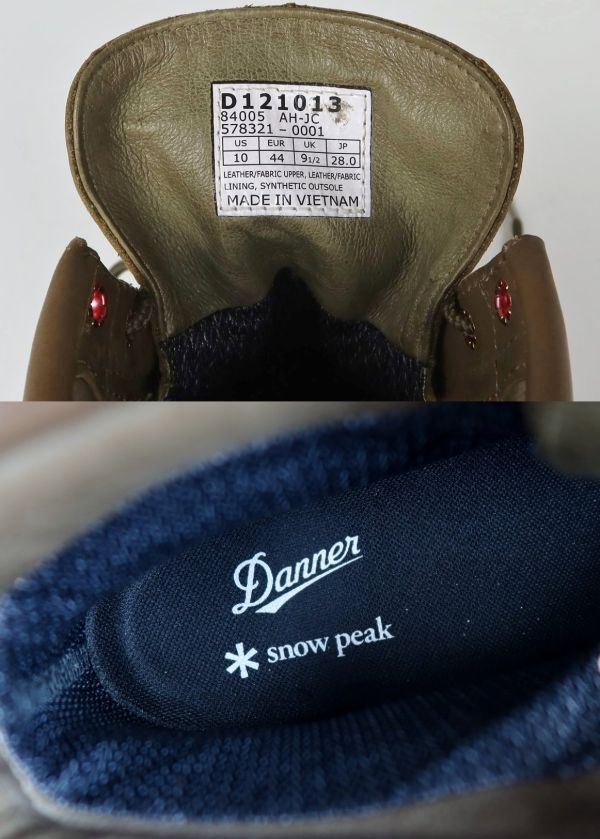 D121013
84005 AH-JC
578321-0001
US EUR UK JP
10 44 9 1/2 28.0
LEATHER/FABRIC UPPER, LEATHER/FABRIC
LINING, SYNTHETIC OUTSOLE
MADE IN VIETNAM
Danner
snow peak